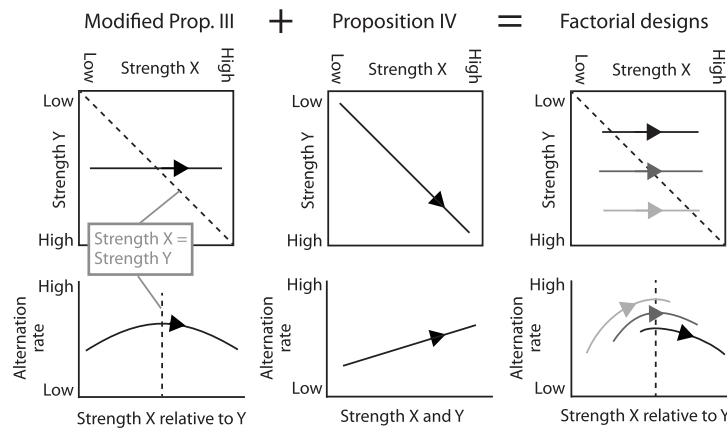 Modified Prop. III + Proposition IV = Factorial designs
Low
Strength X
High
Low
Strength Y
High
Strength X =
Strength Y
High
Alternation
rate
Low
Strength X relative to Y
Low
Strength X
High
Low
Strength Y
High
High
Alternation
rate
Low
Strength X and Y
Low
Strength X
High
Low
Strength Y
High
High
Alternation
rate
Low
Strength X relative to Y